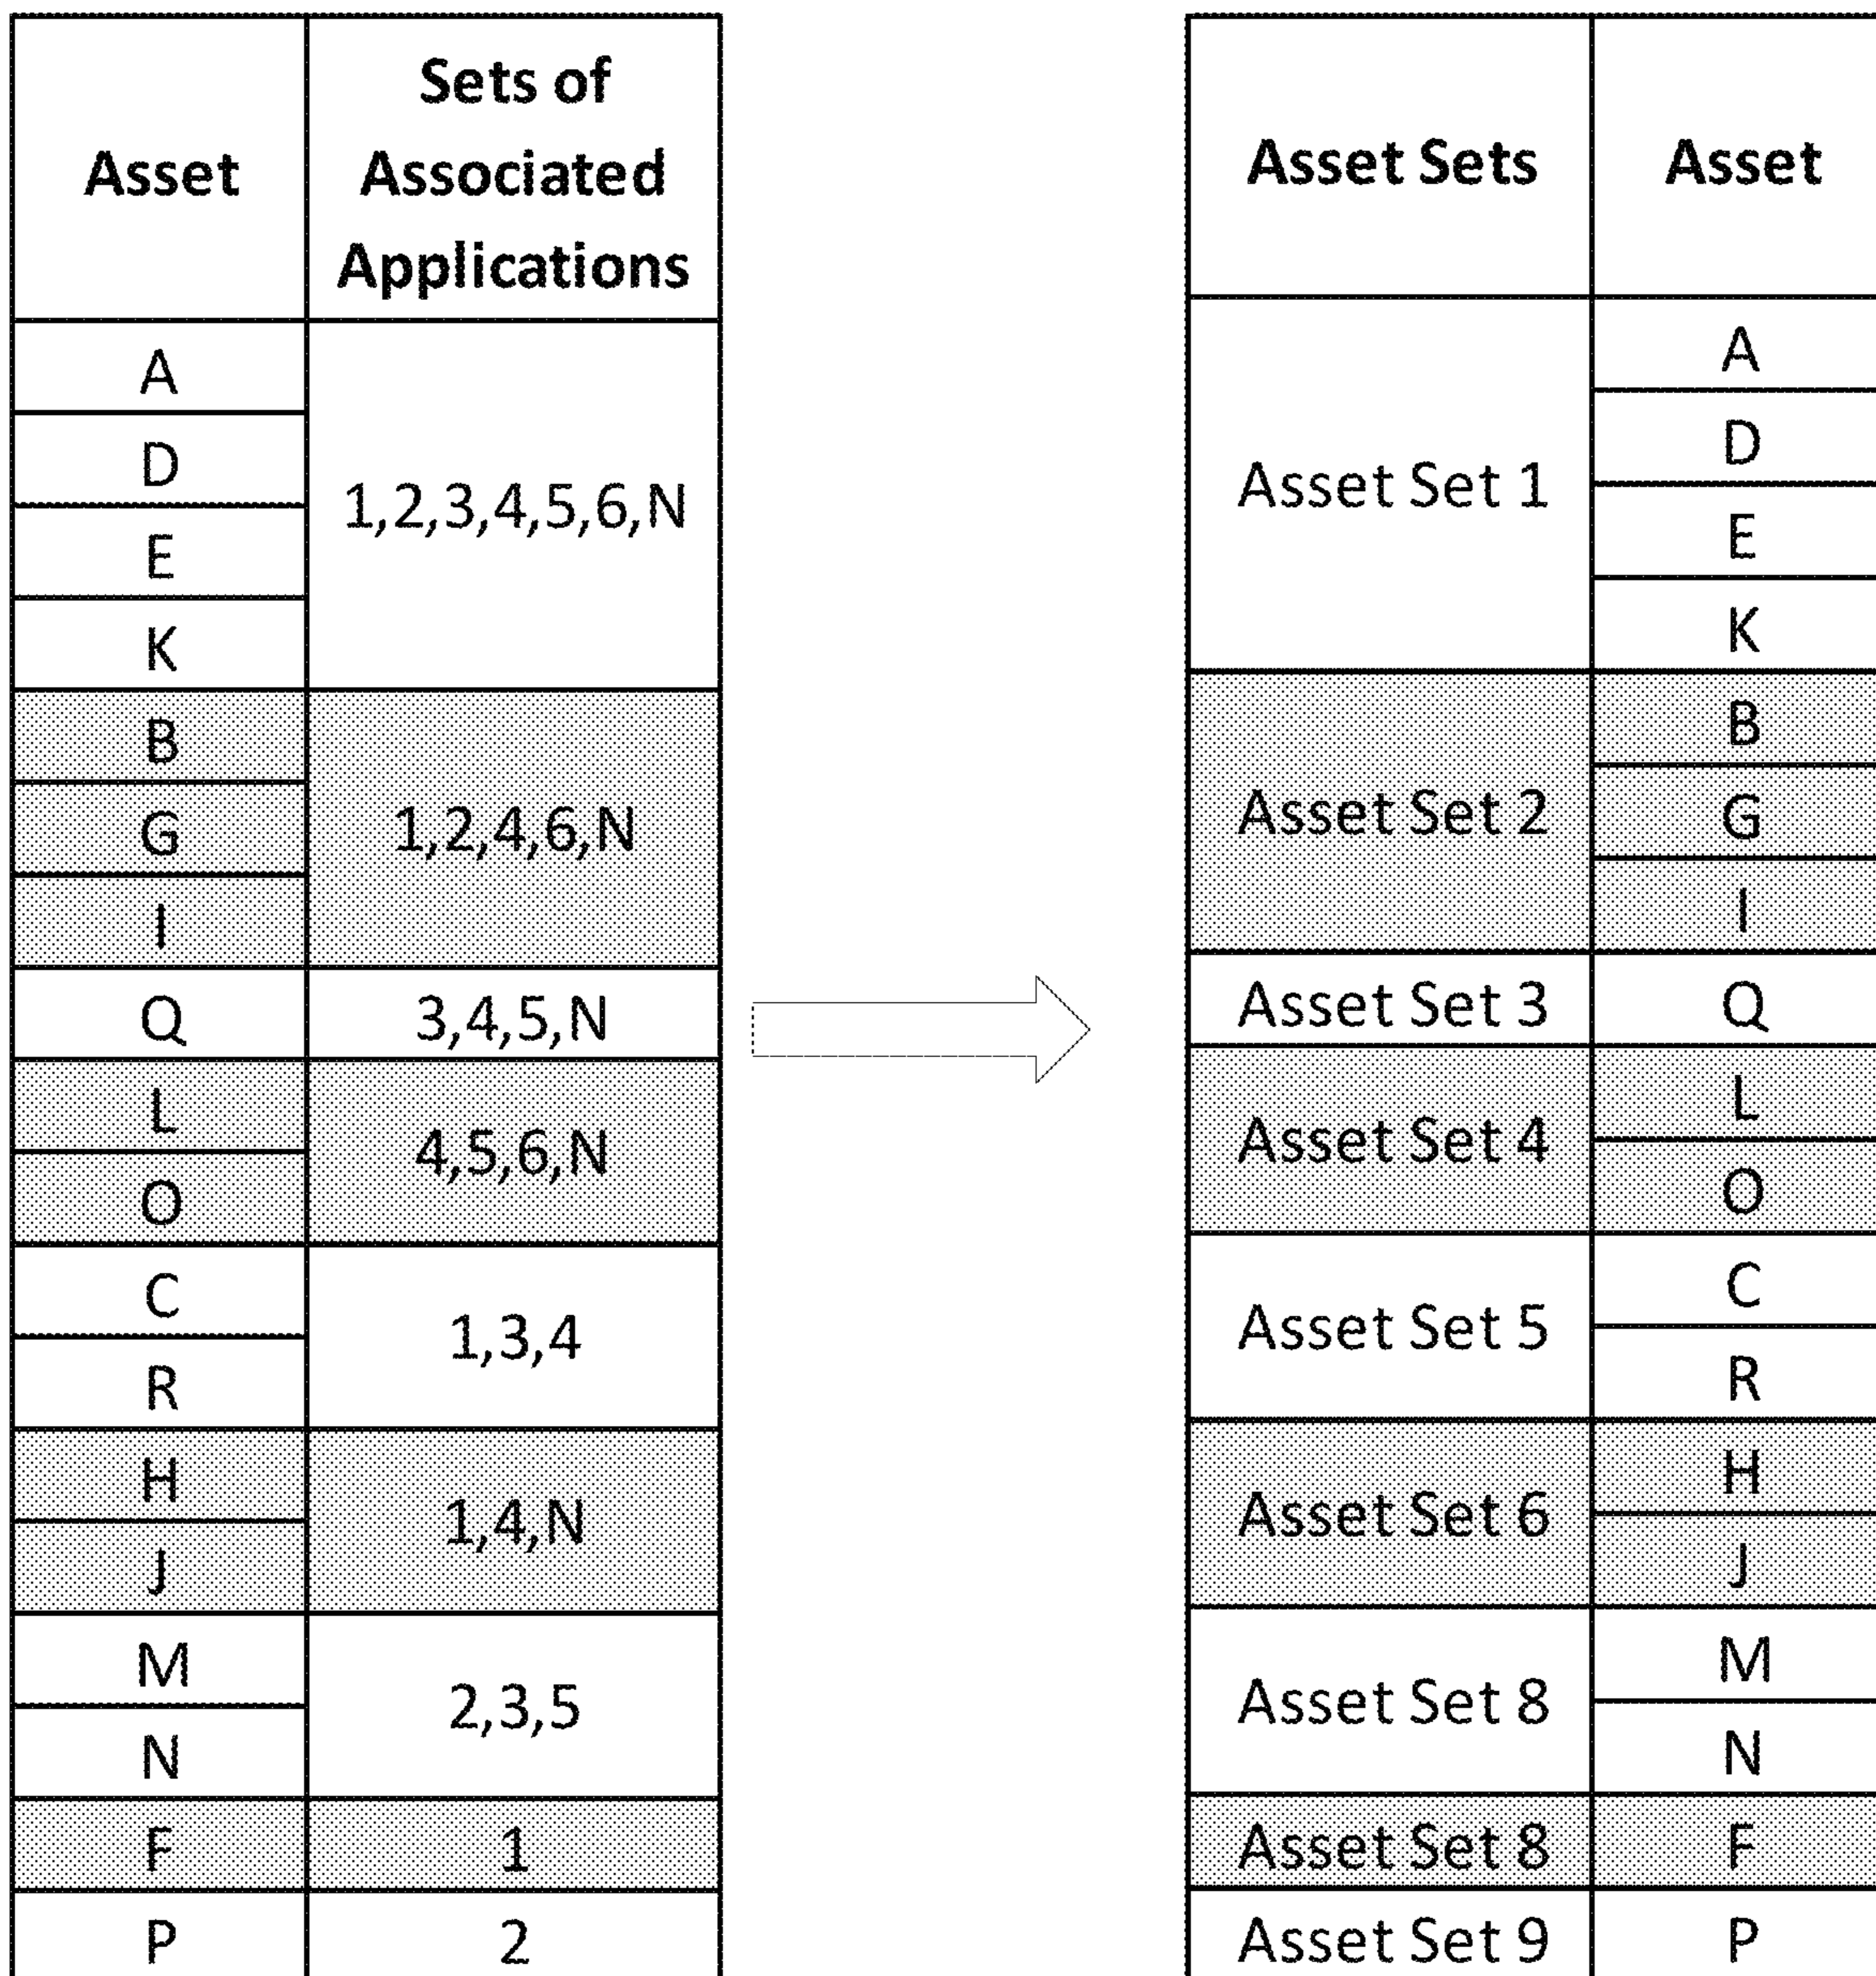 Asset
Sets of
Associated
Applications
A
D
E
K
1,2,3,4,5,6,N
B
G
I
1,2,4,6,N
Q
3,4,5,N
L
O
4,5,6,N
C
R
1,3,4
H
J
1,4,N
M
N
2,3,5
F
1
P
2
Asset Sets
Asset
Asset Set 1
A
D
E
K
Asset Set 2
B
G
I
Asset Set 3
Q
Asset Set 4
L
O
Asset Set 5
C
R
Asset Set 6
H
J
Asset Set 8
M
N
Asset Set 8
F
Asset Set 9
P